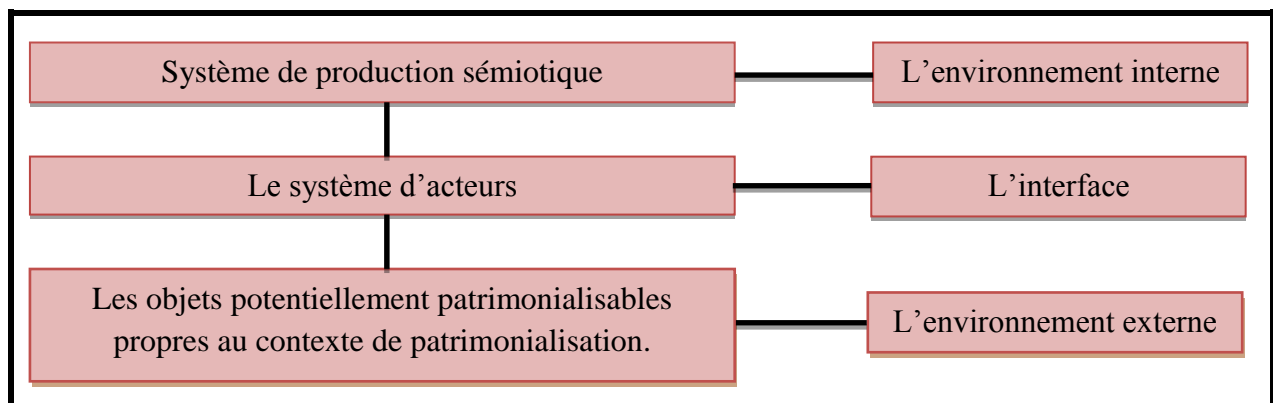 Système de production sémiotique
L’environnement interne
Le système d’acteurs
L’interface
Les objets potentiellement patrimonialisables
propres au contexte de patrimonialisation.
L’environnement externe